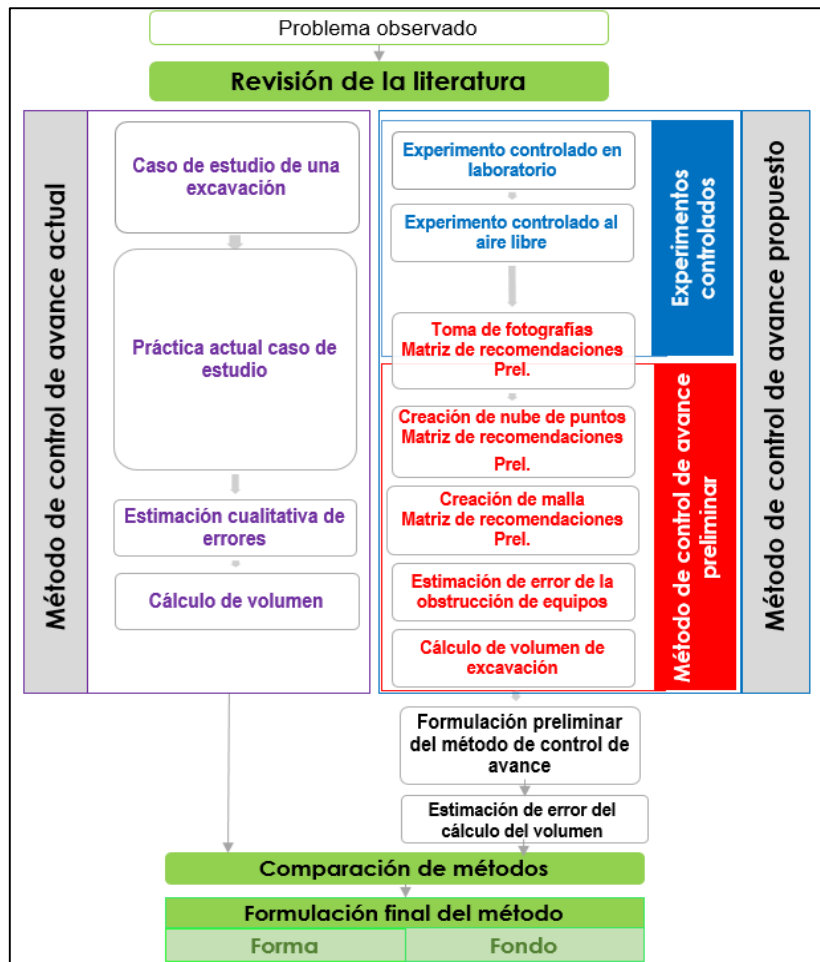 Problema observado
Revisión de la literatura
Método de control de avance actual
Caso de estudio de una
excavación
Práctica actual caso de
estudio
Estimación cualitativa de
errores
Cálculo de volumen
Experimento controlado en
laboratorio
Experimento controlado al
aire libre
Toma de fotografías
Matriz de recomendaciones
Prel.
Creación de nube de puntos
Matriz de recomendaciones
Prel.
Creación de malla
Matriz de recomendaciones
Prel.
Estimación de error de la
obstrucción de equipos
Cálculo de volumen de
excavación
Experimentos
controlados
Método de control de avance
preliminar
Método de control de avance propuesto
Formulación preliminar
del método de control de
avance
Estimación de error del
cálculo del volumen
Comparación de métodos
Formulación final del método
Forma
Fondo